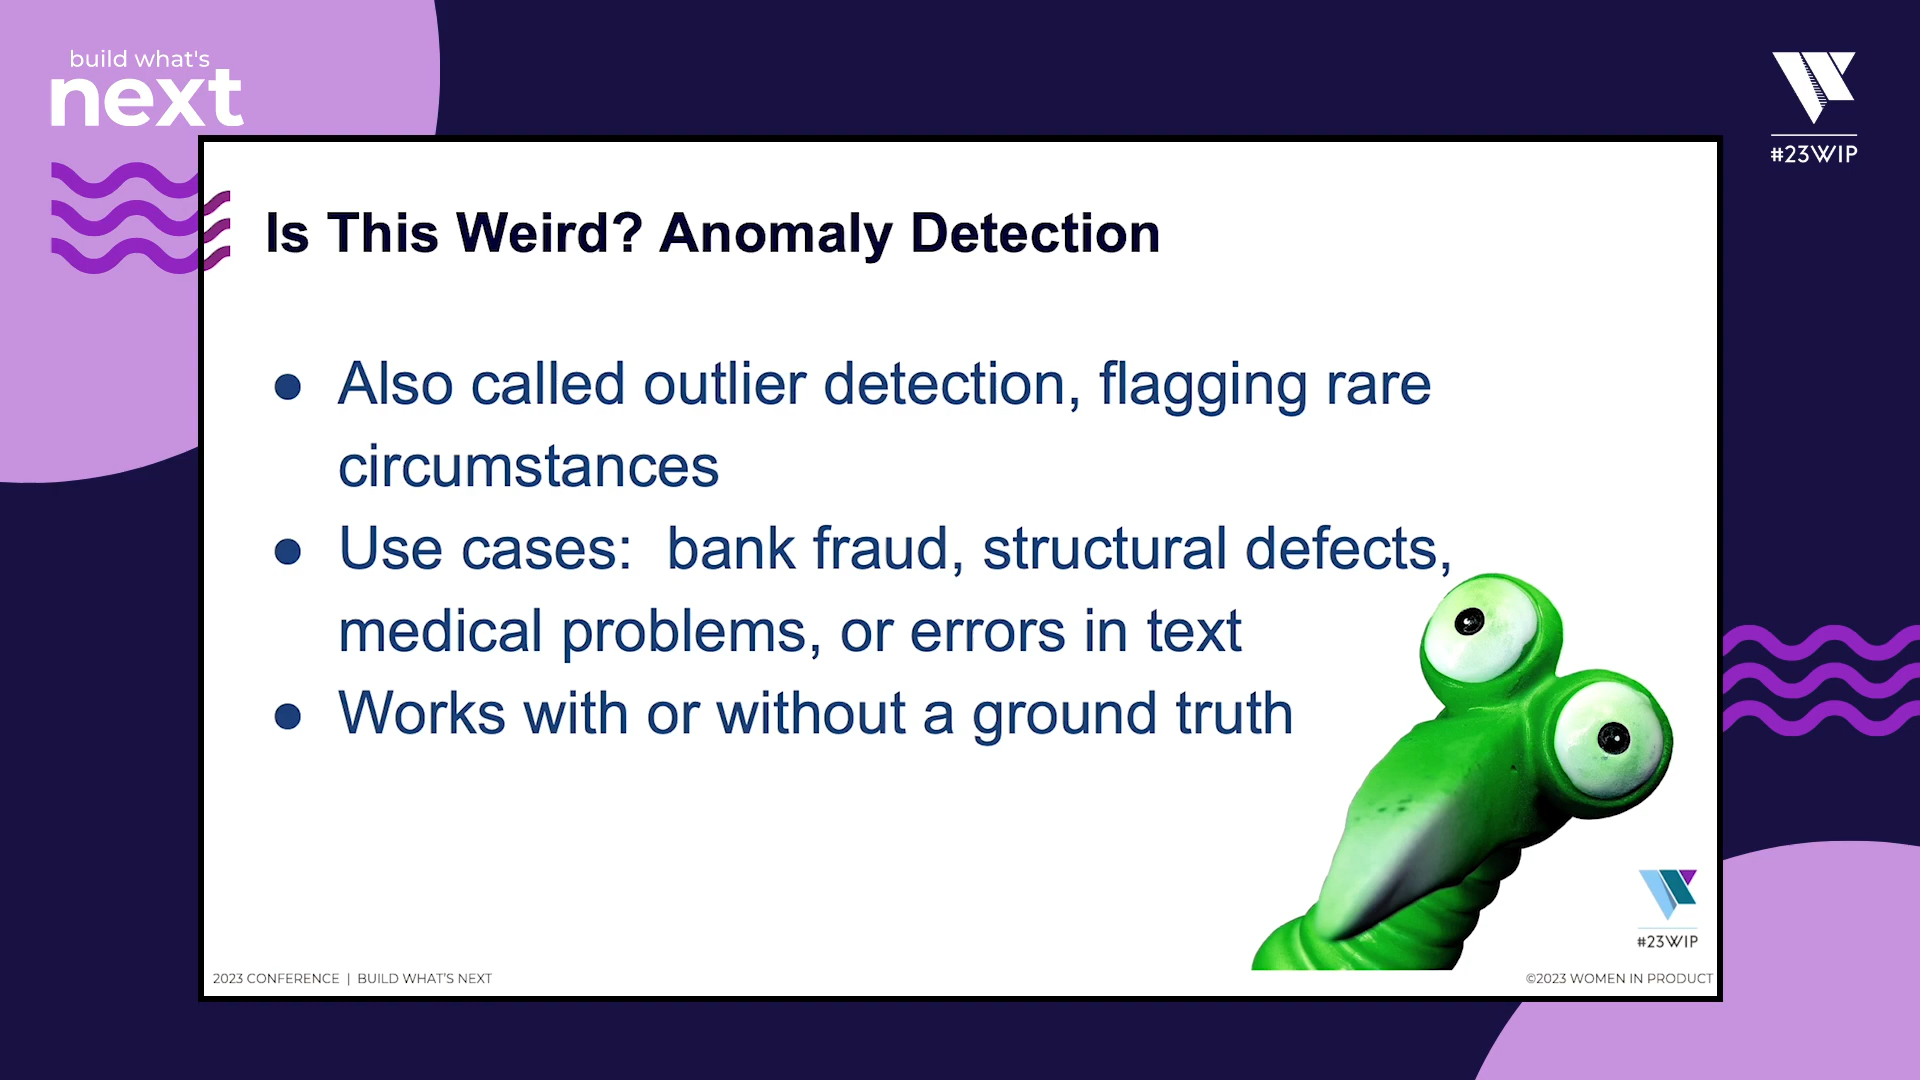 build what's
next
#23WIP
Is This Weird? Anomaly Detection
● Also called outlier detection, flagging rare
circumstances
● Use cases:  bank fraud, structural defects,
medical problems, or errors in text
● Works with or without a ground truth
#23WIP
2023 CONFERENCE | BUILD WHAT'S NEXT
©2023 WOMEN IN PRODUCT